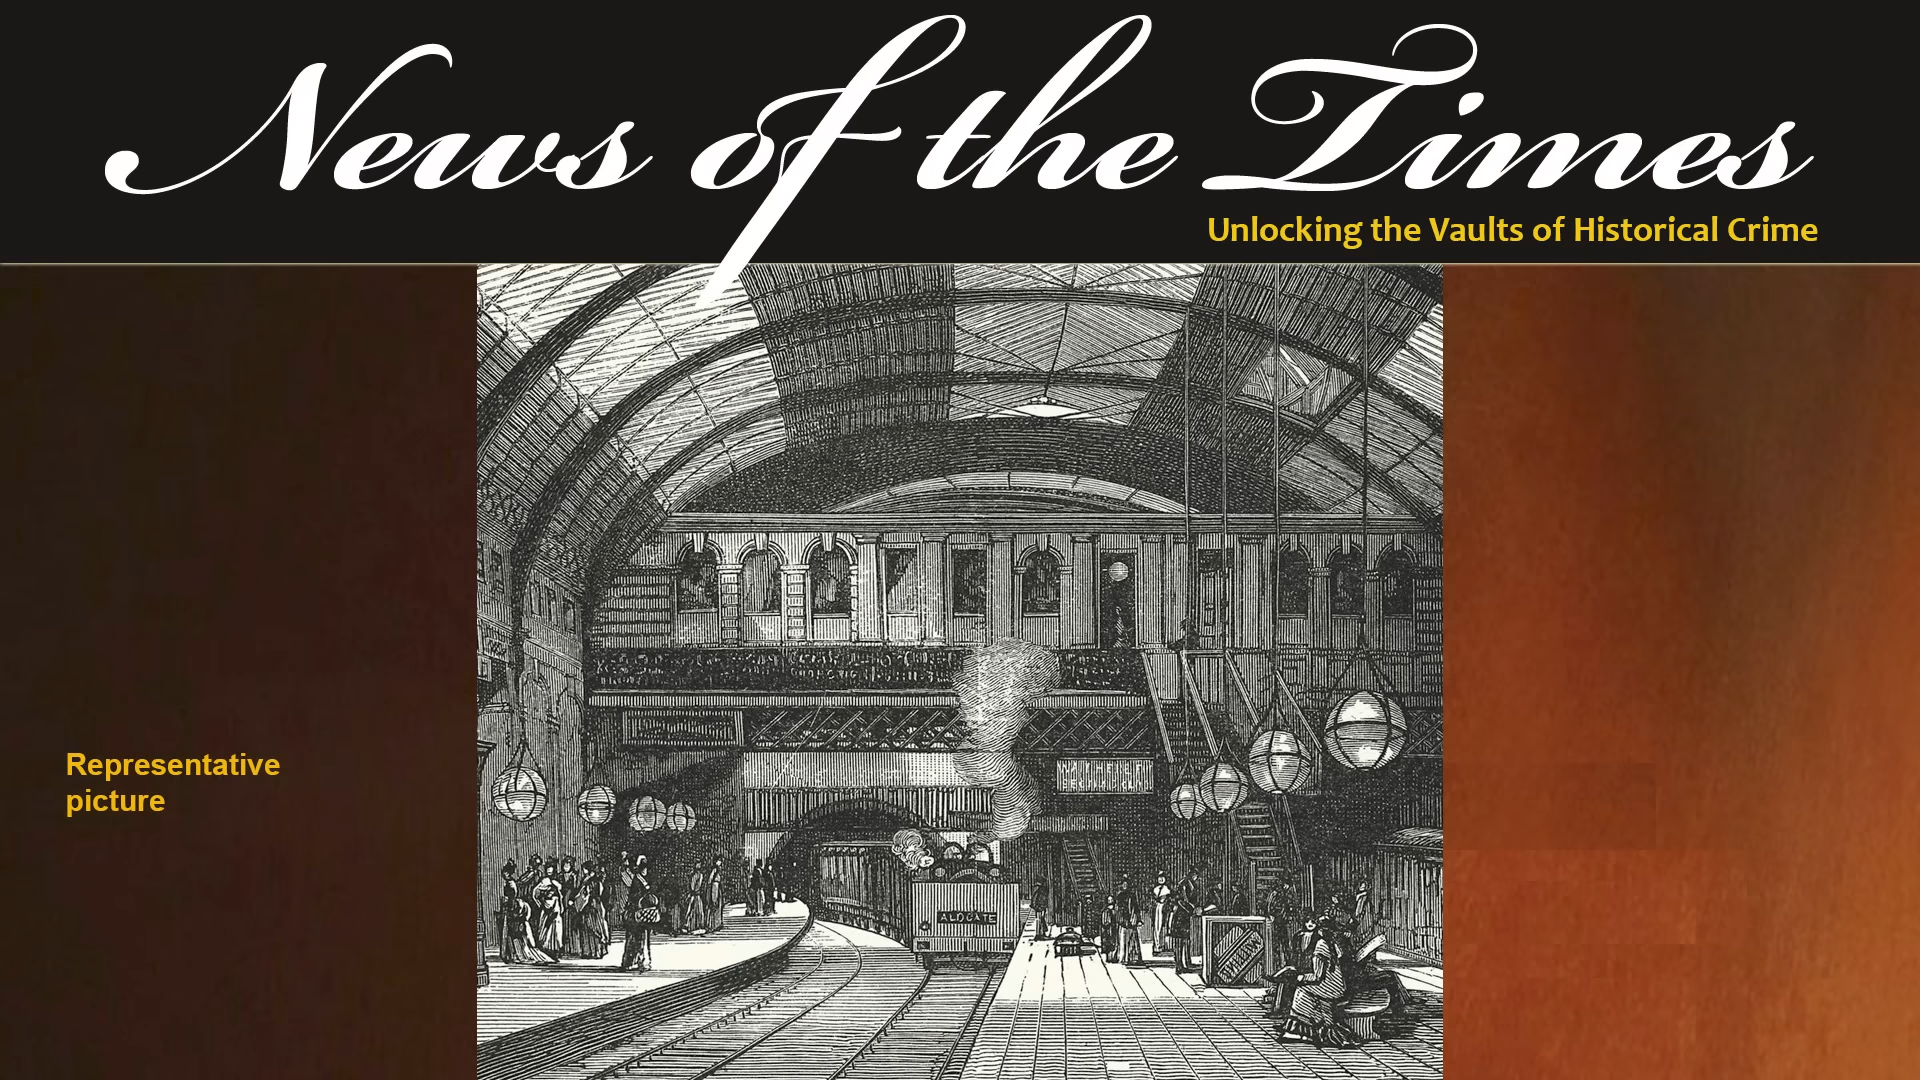 News of the Times
Unlocking the Vaults of Historical Crime
Representative
picture
ALDGATE